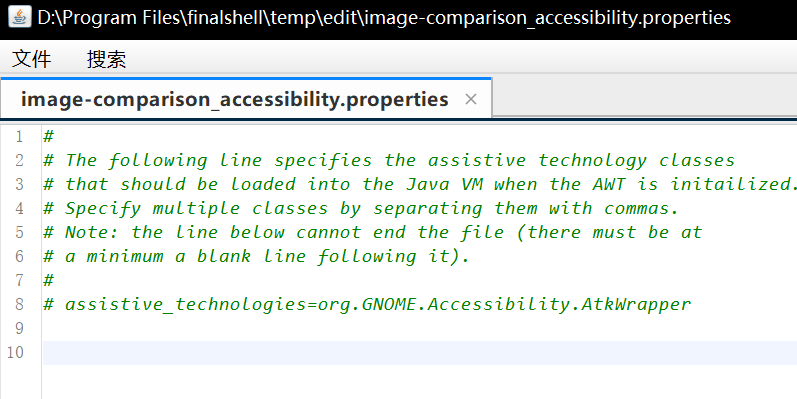 D:\Program Files\finalshell\temp\edit\image-comparison_accessibility.properties
文件 搜索
image-comparison_accessibility.properties ×
1 #
2 # The following line specifies the assistive technology classes
3 # that should be loaded into the Java VM when the AWT is initailized.
4 # Specify multiple classes by separating them with commas.
5 # Note: the line below cannot end the file (there must be at
6 # a minimum a blank line following it).
7 #
8 # assistive_technologies=org.GNOME.Accessibility.AtkWrapper
9
10